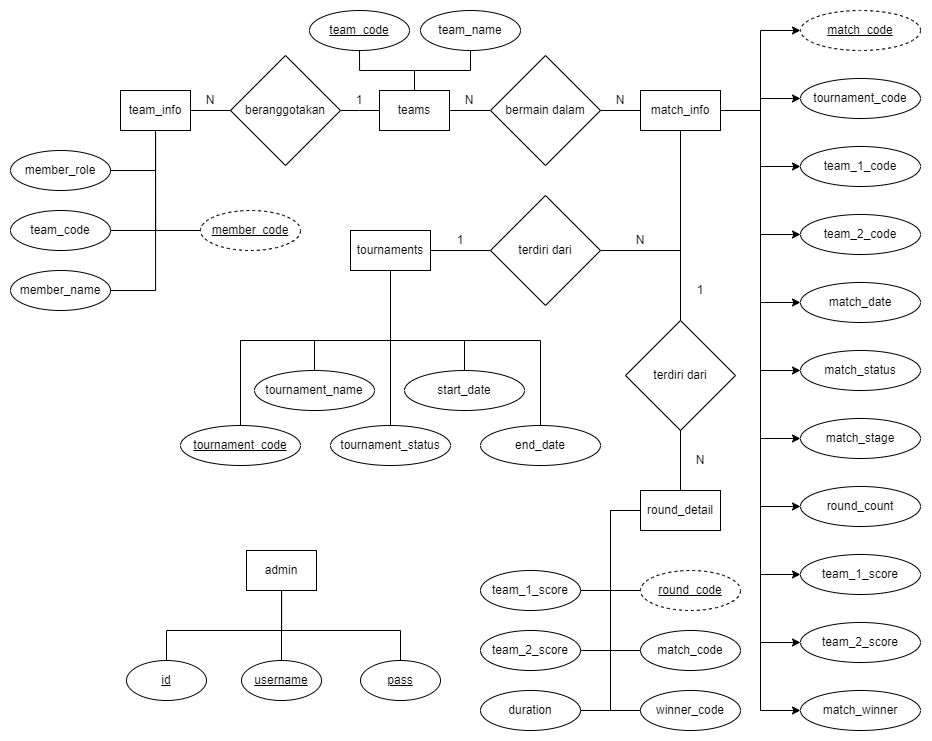 team_code
team_name
match_code
team_info
N
beranggotakan
1
teams
N
bermain dalam
N
match_info
tournament_code
member_role
team_1_code
team_code
member_code
team_2_code
tournaments
1
terdiri dari
N
member_name
1
match_date
terdiri dari
match_status
tournament_name
start_date
tournament_code
tournament_status
end_date
match_stage
N
round_detail
round_count
admin
team_1_score
team_1_score
round_code
team_2_score
match_code
team_2_score
id
username
pass
duration
winner_code
match_winner